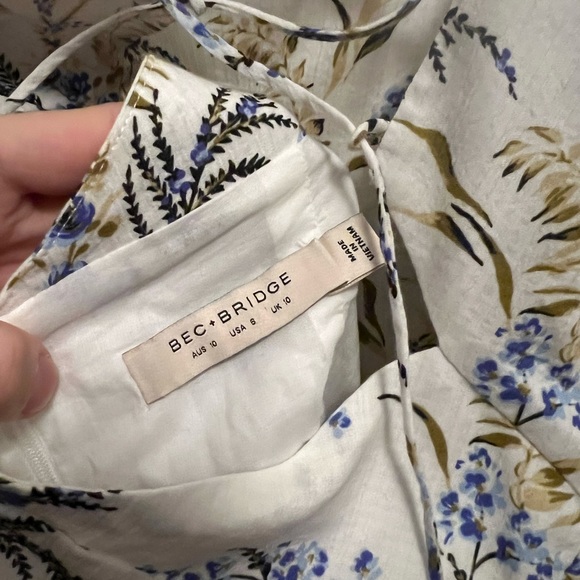 BEC+BRIDGE
AUS 10 USA 6 UK 10
MADE IN
VIETNAM